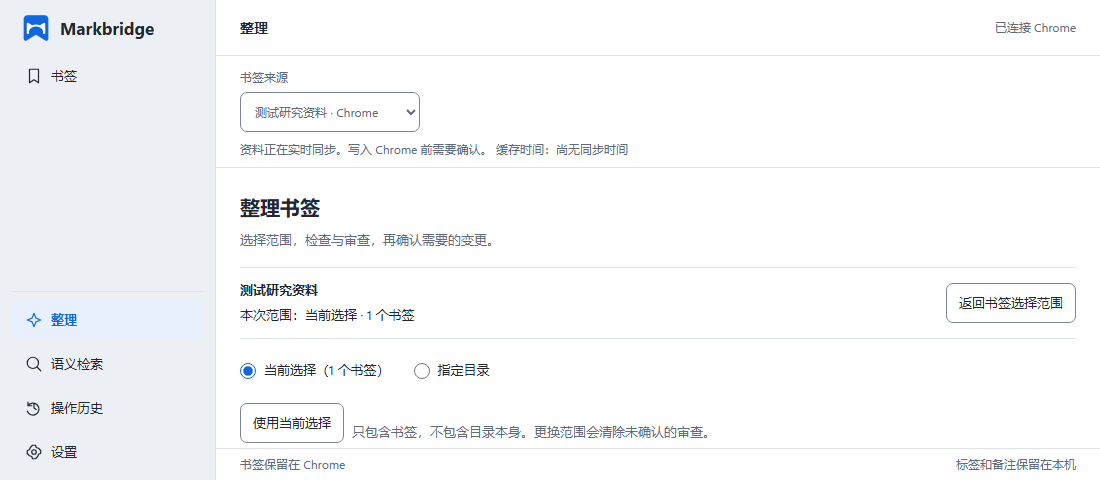 Markbridge
书签
整理
语义检索
操作历史
设置
整理
已连接 Chrome
书签来源
测试研究资料 · Chrome
资料正在实时同步。写入 Chrome 前需要确认。 缓存时间：尚无同步时间
整理书签
选择范围，检查与审查，再确认需要的变更。
测试研究资料
本次范围：当前选择 · 1 个书签
返回书签选择范围
当前选择（1 个书签）
指定目录
使用当前选择
只包含书签，不包含目录本身。更换范围会清除未确认的审查。
书签保留在 Chrome
标签和备注保留在本机